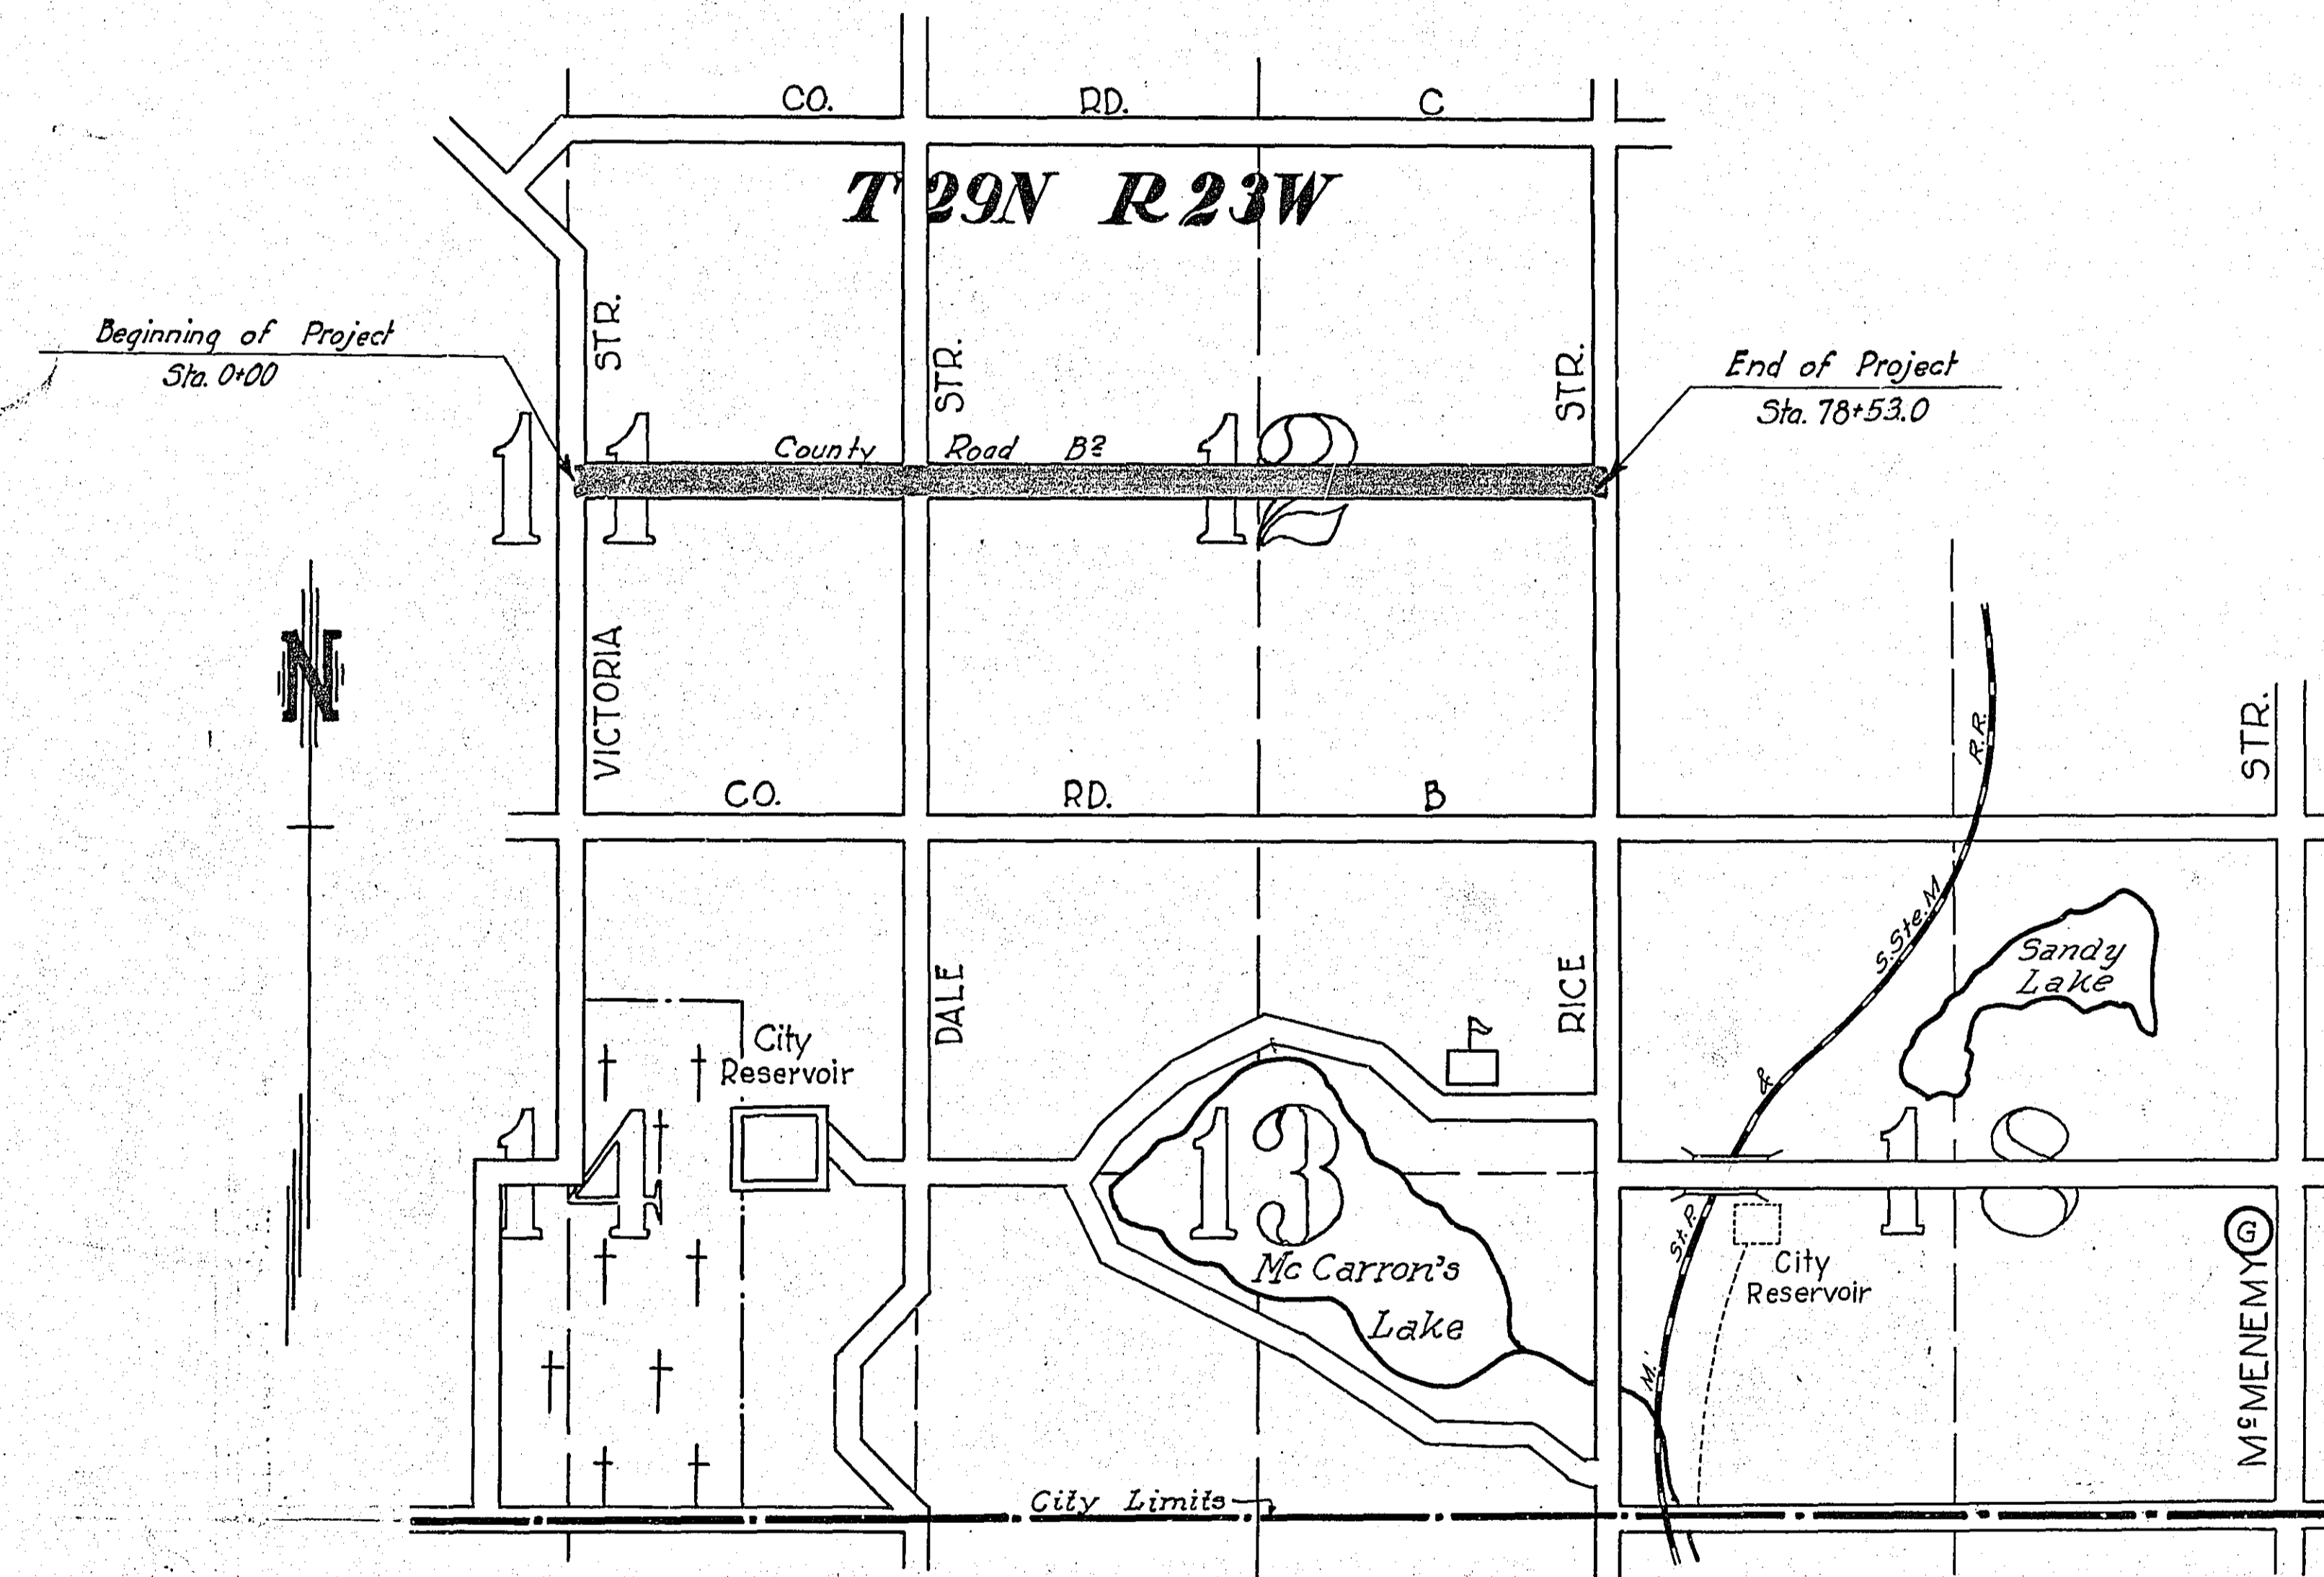 CO. RD. C
T 29N R 23W
STR.
STR.
STR.
Beginning of Project
Sta. 0+00
End of Project
Sta. 78+53.0
County Road B2
11
12
N
VICTORIA
R.R.
STR.
CO. RD. B
S.Ste.M
Sandy
Lake
DALE
RICE
City
Reservoir
&
14
13
18
Mc Carron's
Lake
St.P.
City
Reservoir
G
M.
McMENEMY
City Limits